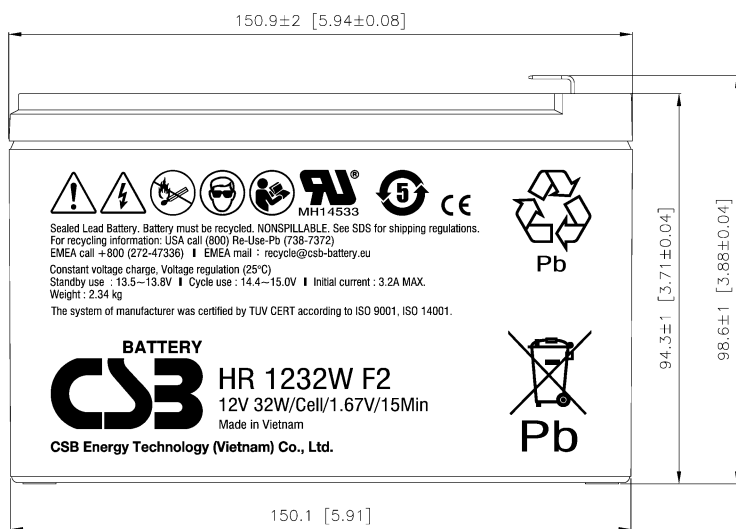 150.9±2 [5.94±0.08]
MH14533
5
CE
Pb
Sealed Lead Battery. Battery must be recycled. NONSPILLABLE. See SDS for shipping regulations.
For recycling information: USA call (800) Re-Use-Pb (738-7372)
EMEA call +800 (272-47336) I EMEA mail : recycle@csb-battery.eu
Constant voltage charge, Voltage regulation (25°C)
Standby use : 13.5~13.8V I Cycle use : 14.4~15.0V I Initial current : 3.2A MAX.
Weight : 2.34 kg
The system of manufacturer was certified by TUV CERT according to ISO 9001, ISO 14001.
94.3±1 [3.71±0.04]
98.6±1 [3.88±0.04]
BATTERY
CSB
HR 1232W F2
12V 32W/Cell/1.67V/15Min
Made in Vietnam
CSB Energy Technology (Vietnam) Co., Ltd.
Pb
150.1 [5.91]